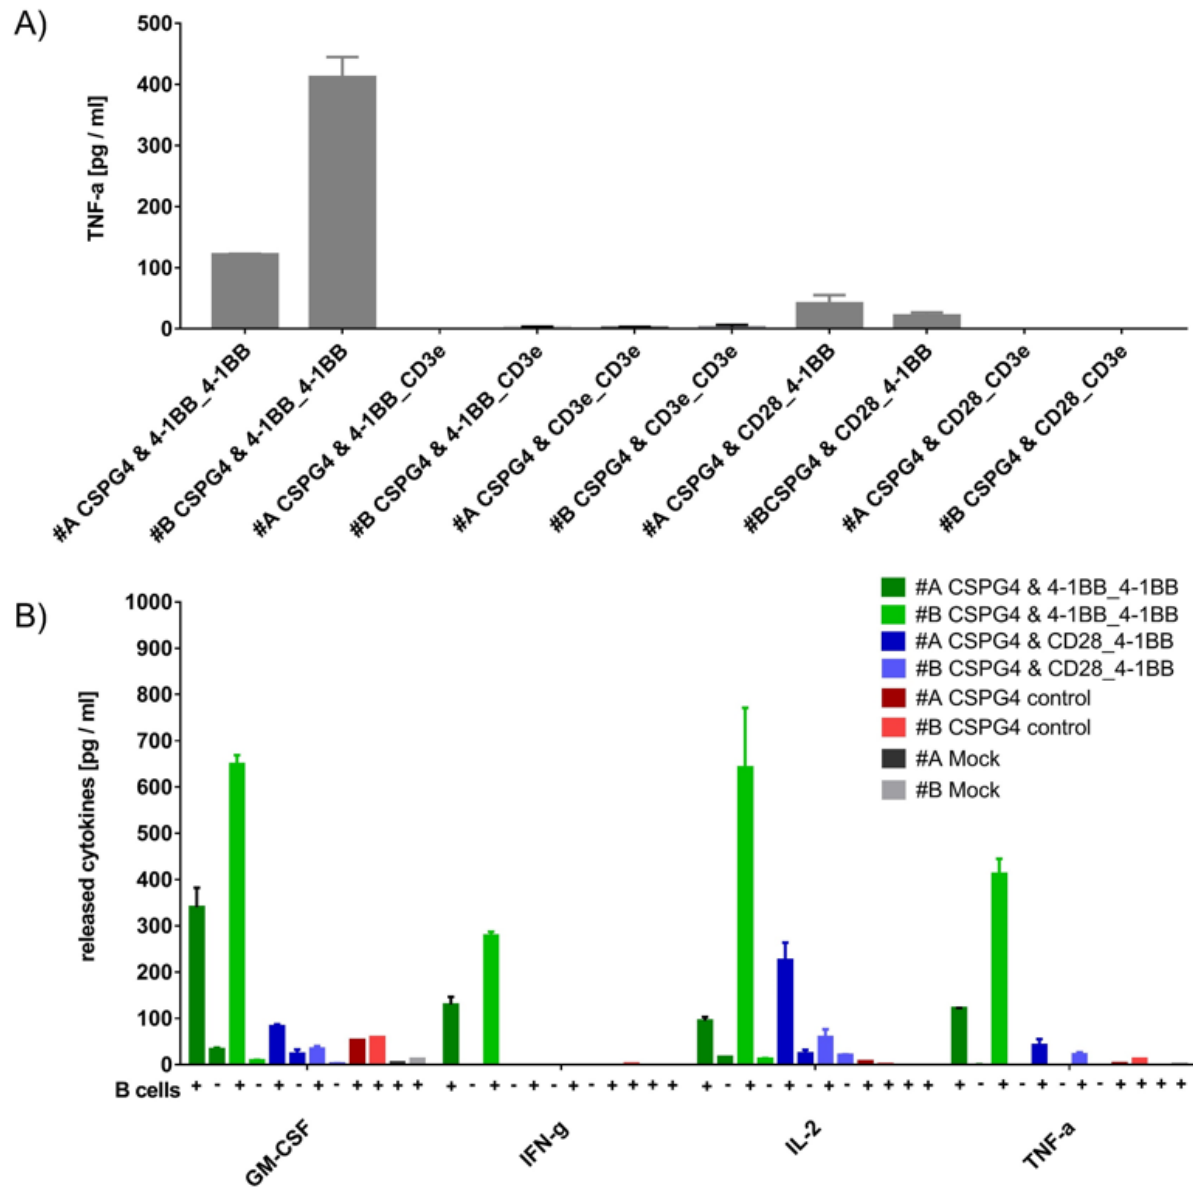 A)
500
400
300
200
100
0
TNF-a [pg / ml]
#A CSPG4 & 4-1BB_4-1BB
#B CSPG4 & 4-1BB_4-1BB
#A CSPG4 & 4-1BB_CD3e
#B CSPG4 & 4-1BB_CD3e
#A CSPG4 & CD3e_CD3e
#B CSPG4 & CD3e_CD3e
#A CSPG4 & CD28_4-1BB
#BCSPG4 & CD28_4-1BB
#A CSPG4 & CD28_CD3e
#B CSPG4 & CD28_CD3e
B)
1000
900
800
700
600
500
400
300
200
100
0
released cytokines [pg / ml]
#A CSPG4 & 4-1BB_4-1BB
#B CSPG4 & 4-1BB_4-1BB
#A CSPG4 & CD28_4-1BB
#B CSPG4 & CD28_4-1BB
#A CSPG4 control
#B CSPG4 control
#A Mock
#B Mock
B cells + - + - + - + - + + + + + - + - + - + - + + + + + - + - + - + - + + + + + - + - + - + - + + + +
GM-CSF
IFN-g
IL-2
TNF-a